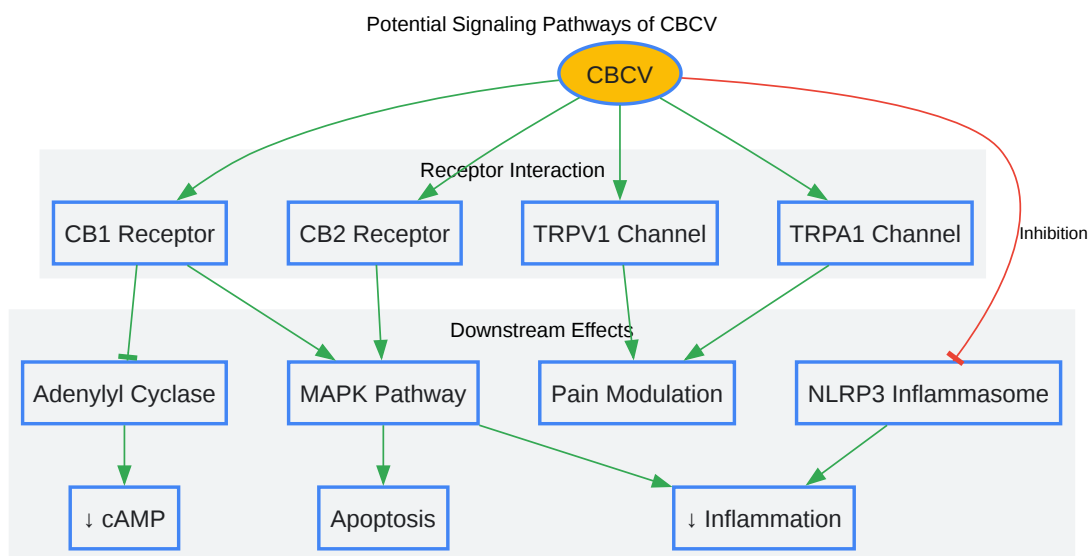 Potential Signaling Pathways of CBCV
CBCV
Receptor Interaction
CB1 Receptor
CB2 Receptor
TRPV1 Channel
TRPA1 Channel
Inhibition
Downstream Effects
Adenylyl Cyclase
MAPK Pathway
Pain Modulation
NLRP3 Inflammasome
↓ cAMP
Apoptosis
↓ Inflammation